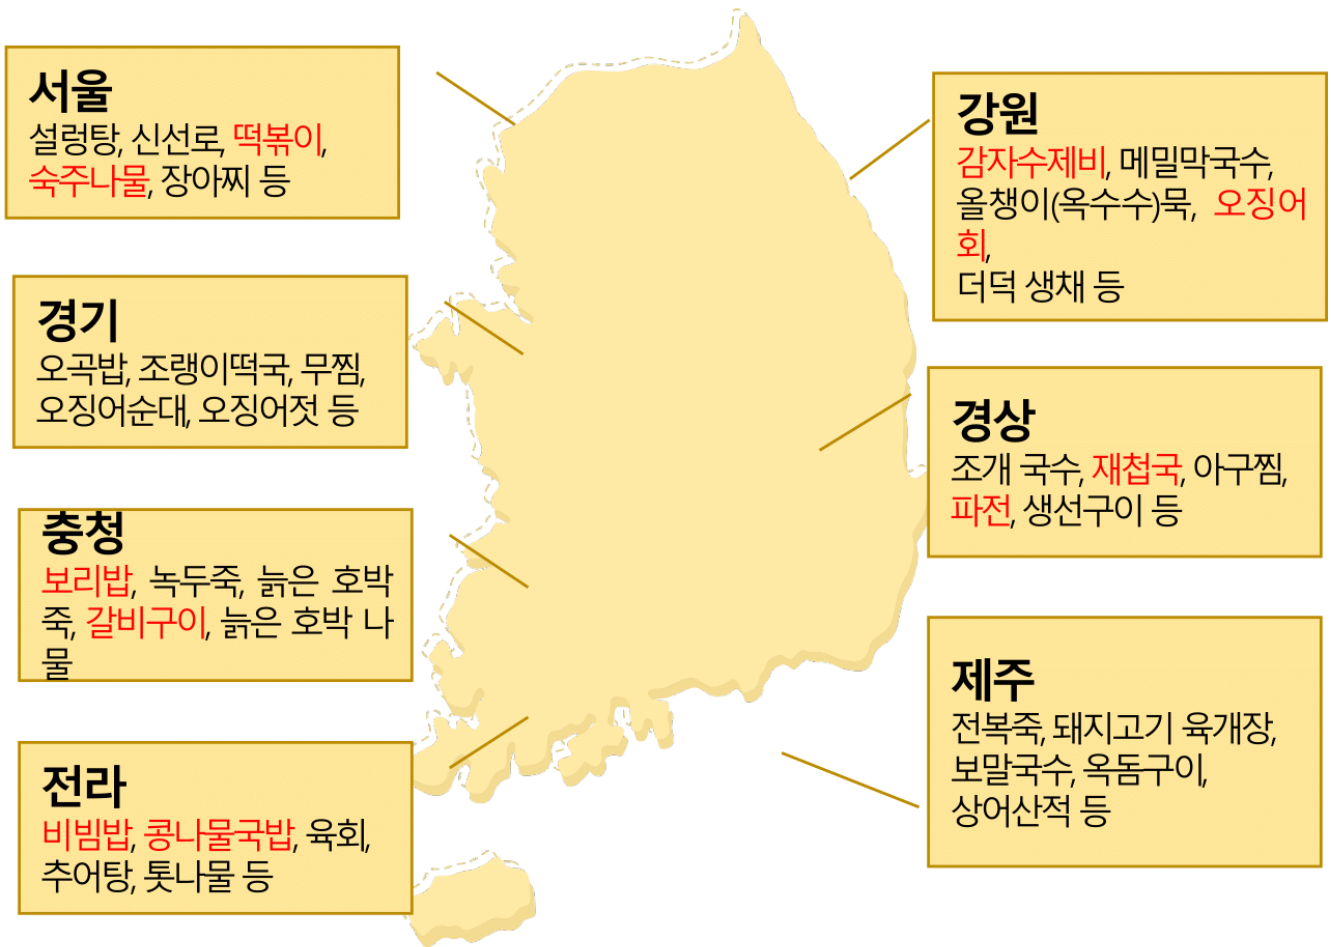 서울
설렁탕, 신선로, 떡볶이,
숙주나물, 장아찌 등
경기
오곡밥, 조랭이떡국, 무찜,
오징어순대, 오징어젓 등
충청
보리밥, 녹두죽, 늙은 호박
죽, 갈비구이, 늙은 호박 나
물
전라
비빔밥, 콩나물국밥, 육회,
추어탕, 톳나물 등
강원
감자수제비, 메밀막국수,
올챙이(옥수수)묵, 오징어
회,
더덕 생채 등
경상
조개 국수, 재첩국, 아구찜,
파전, 생선구이 등
제주
전복죽, 돼지고기 육개장,
보말국수, 옥돔구이,
상어산적 등